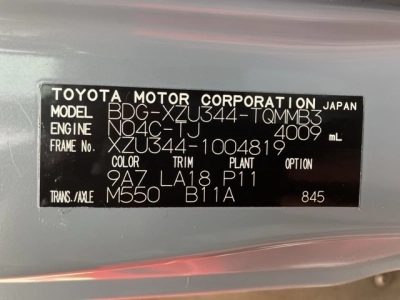 TOYOTA MOTOR CORPORATION JAPAN
MODEL BDG-XZU344-TQMMB3
ENGINE N04C-TJ 4009 mL
FRAME No. XZU344-1004819
COLOR TRIM PLANT OPTION
9A7 LA18 P11
TRANS./AXLE M550 B11A 845